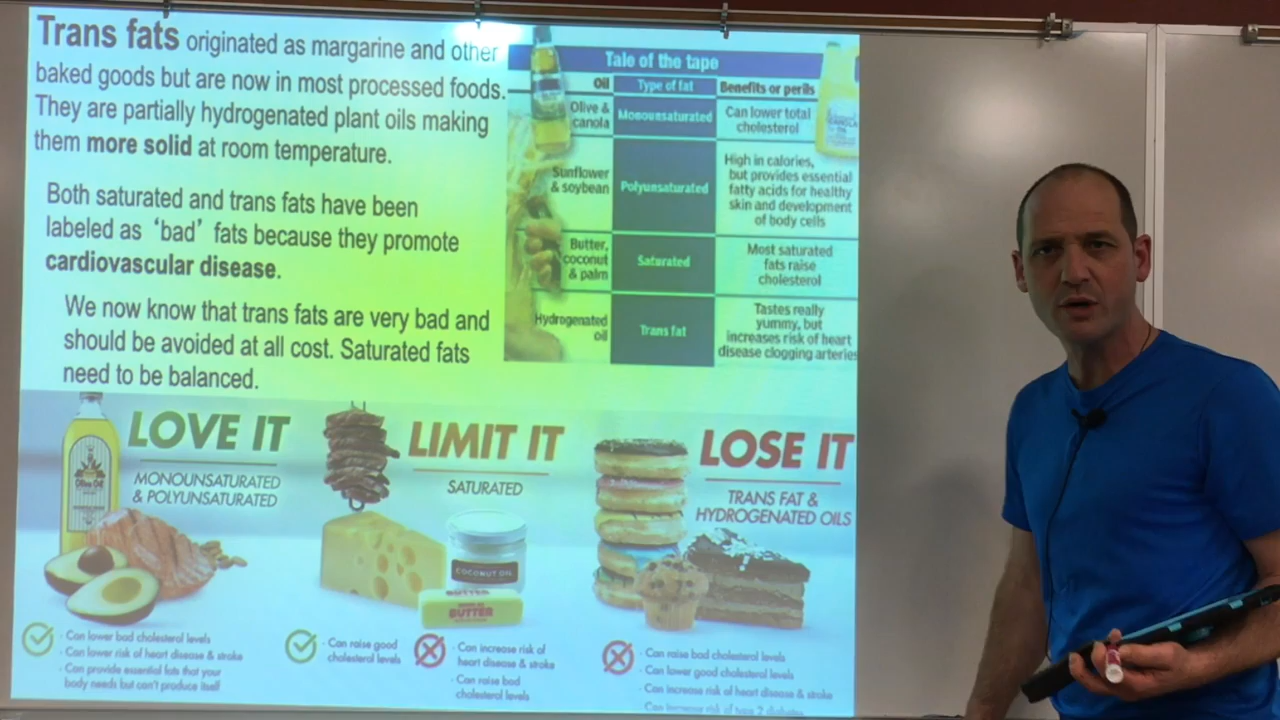 Trans fats originated as margarine and other
baked goods but are now in most processed foods.
They are partially hydrogenated plant oils making
them more solid at room temperature.
Both saturated and trans fats have been
labeled as ‘bad’ fats because they promote
cardiovascular disease.
We now know that trans fats are very bad and
should be avoided at all cost. Saturated fats
need to be balanced.
Tale of the tape
Oil Type of fat Benefits or perils
Olive &
canola
Monounsaturated
Can lower total
cholesterol
Sunflower
& soybean
Polyunsaturated
High in calories,
but provides essential
fatty acids for healthy
skin and development
of body cells
Butter,
coconut
& palm
Saturated
Most saturated
fats raise
cholesterol
Hydrogenated
oil
Trans fat
Tastes really
yummy, but
increases risk of heart
disease clogging arteries
LOVE IT
MONOUNSATURATED
& POLYUNSATURATED
Olive Oil
· Can lower bad cholesterol levels
· Can lower risk of heart disease & stroke
· Can provide essential fats that your
body needs but can't produce itself
LIMIT IT
SATURATED
COCONUT OIL
BUTTER
· Can raise good
cholesterol levels
· Can increase risk of
heart disease & stroke
· Can raise bad
cholesterol levels
LOSE IT
TRANS FAT &
HYDROGENATED OILS
· Can raise bad cholesterol levels
· Can lower good cholesterol levels
· Can increase risk of heart disease & stroke
· Can increase risk of type 2 diabetes